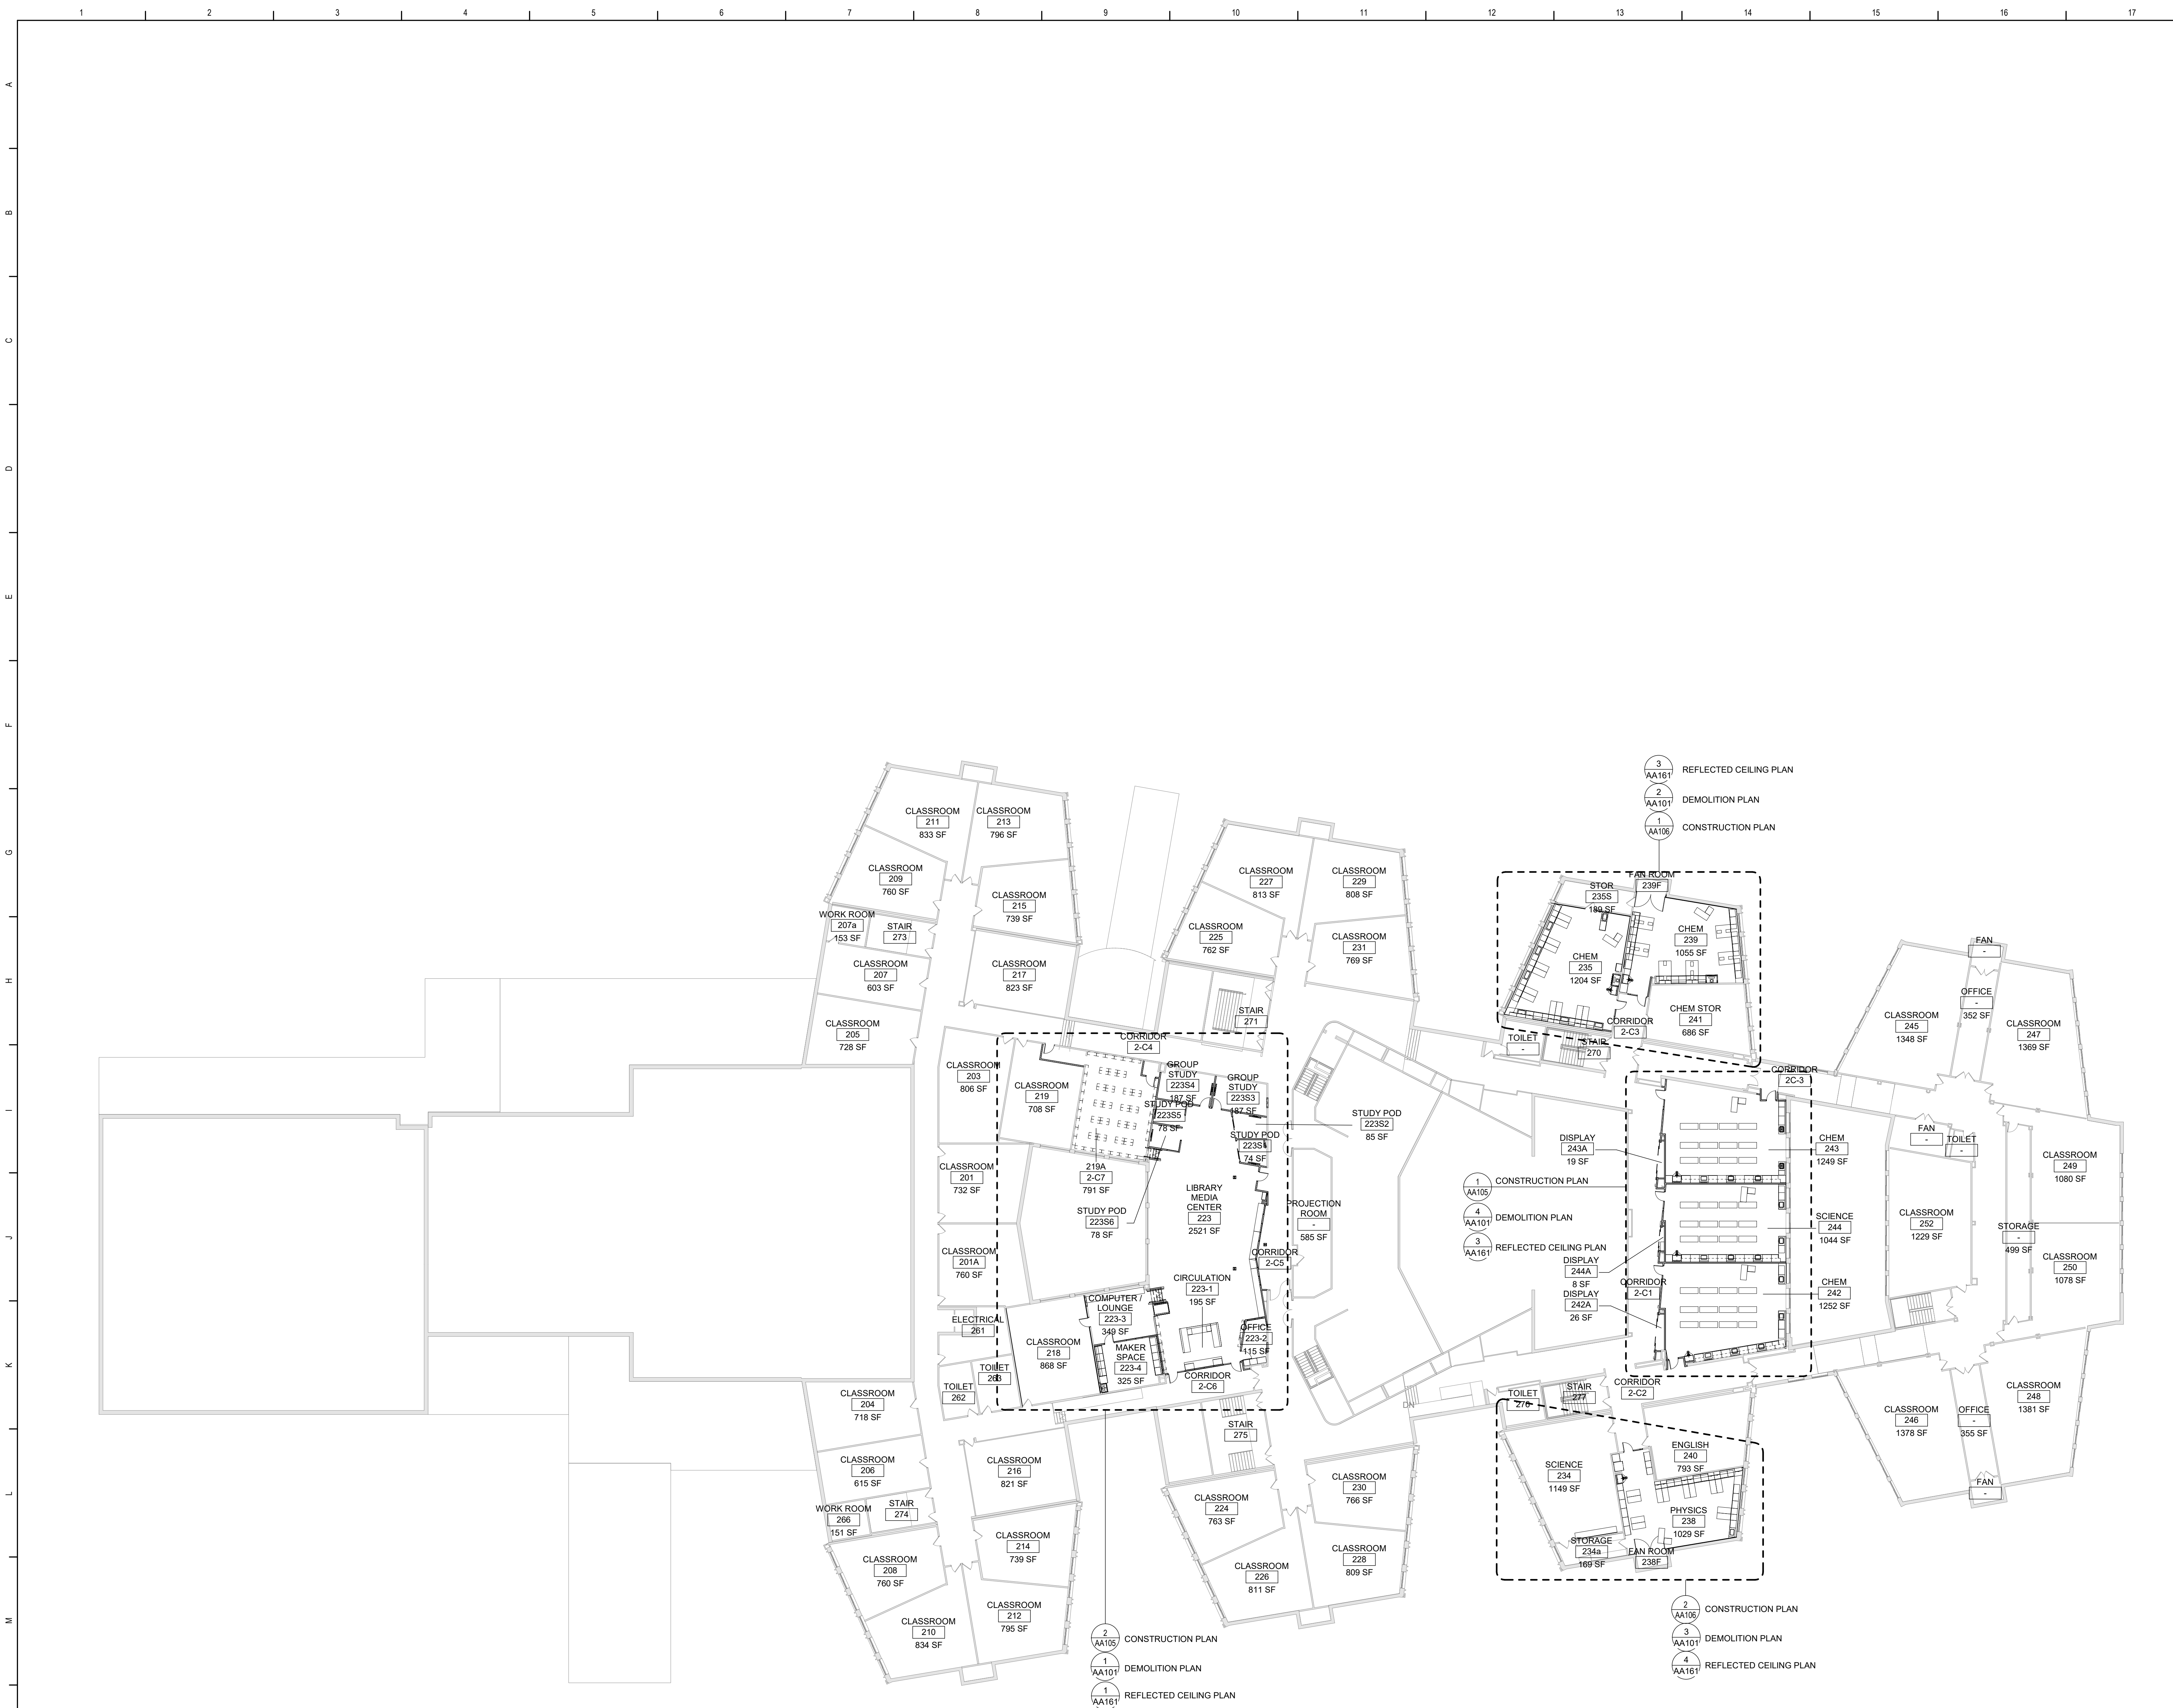 1
2
3
4
5
6
7
8
9
10
11
12
13
14
15
16
17
A
B
C
D
E
F
G
H
I
J
K
L
M
3
AA161
REFLECTED CEILING PLAN
2
AA101
DEMOLITION PLAN
1
AA106
CONSTRUCTION PLAN
CLASSROOM
211
833 SF
CLASSROOM
213
796 SF
CLASSROOM
209
760 SF
CLASSROOM
215
739 SF
WORK ROOM
207a
153 SF
STAIR
273
CLASSROOM
207
603 SF
CLASSROOM
217
823 SF
CLASSROOM
205
728 SF
CLASSROOM
227
813 SF
CLASSROOM
229
808 SF
CLASSROOM
225
762 SF
CLASSROOM
231
769 SF
STAIR
271
FAN ROOM
239F
STOR
235S
189 SF
CHEM
239
1055 SF
CHEM
235
1204 SF
CHEM STOR
241
686 SF
CORRIDOR
2-C3
TOILET
-
STAIR
270
FAN
-
OFFICE
-
352 SF
CLASSROOM
245
1348 SF
CLASSROOM
247
1369 SF
CORRIDOR
2-C4
CLASSROOM
203
806 SF
CLASSROOM
219
708 SF
GROUP
STUDY
223S4
187 SF
GROUP
STUDY
223S3
187 SF
STUDY POD
223S5
78 SF
STUDY POD
223S2
85 SF
STUDY POD
223S1
74 SF
219A
2-C7
791 SF
CLASSROOM
201
732 SF
STUDY POD
223S6
78 SF
LIBRARY
MEDIA
CENTER
223
2521 SF
PROJECTION
ROOM
-
585 SF
CORRIDOR
2-C5
CLASSROOM
201A
760 SF
CIRCULATION
223-1
195 SF
COMPUTER /
LOUNGE
223-3
349 SF
ELECTRICAL
261
OFFICE
223-2
115 SF
CLASSROOM
218
868 SF
MAKER
SPACE
223-4
325 SF
TOILET
263
TOILET
262
CORRIDOR
2-C6
CORRIDOR
2C-3
DISPLAY
243A
19 SF
CHEM
243
1249 SF
1
AA105
CONSTRUCTION PLAN
4
AA101
DEMOLITION PLAN
3
AA161
REFLECTED CEILING PLAN
SCIENCE
244
1044 SF
DISPLAY
244A
8 SF
DISPLAY
242A
26 SF
CORRIDOR
2-C1
CHEM
242
1252 SF
FAN
-
TOILET
-
CLASSROOM
249
1080 SF
CLASSROOM
252
1229 SF
STORAGE
-
499 SF
CLASSROOM
250
1078 SF
CLASSROOM
204
718 SF
CLASSROOM
206
615 SF
CLASSROOM
216
821 SF
WORK ROOM
266
151 SF
STAIR
274
CLASSROOM
214
739 SF
CLASSROOM
208
760 SF
CLASSROOM
212
795 SF
CLASSROOM
210
834 SF
STAIR
275
DN
CLASSROOM
224
763 SF
CLASSROOM
230
766 SF
CLASSROOM
228
809 SF
CLASSROOM
226
811 SF
TOILET
276
STAIR
277
CORRIDOR
2-C2
SCIENCE
234
1149 SF
ENGLISH
240
793 SF
PHYSICS
238
1029 SF
STORAGE
234a
169 SF
FAN ROOM
238F
CLASSROOM
246
1378 SF
OFFICE
-
355 SF
CLASSROOM
248
1381 SF
FAN
-
2
AA105
CONSTRUCTION PLAN
1
AA101
DEMOLITION PLAN
1
AA161
REFLECTED CEILING PLAN
2
AA106
CONSTRUCTION PLAN
3
AA101
DEMOLITION PLAN
4
AA161
REFLECTED CEILING PLAN